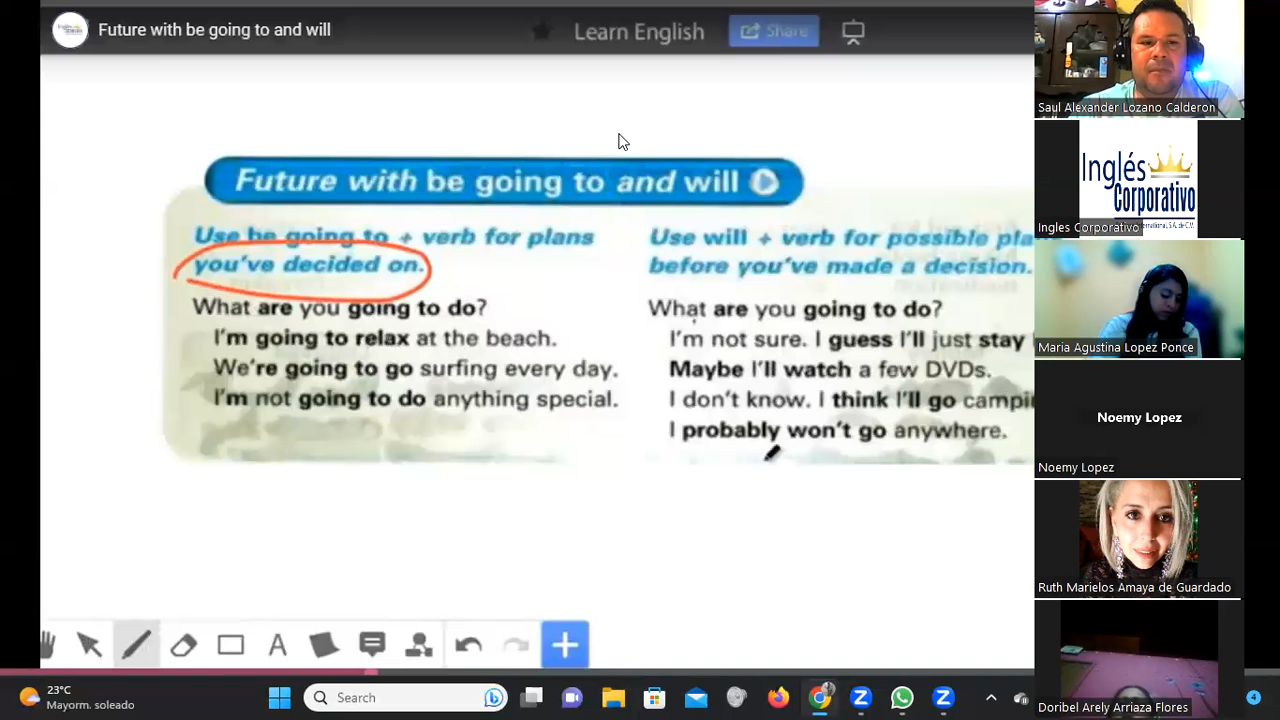 Future with be going to and will
Learn English
Share
Future with be going to and will
Use be going to + verb for plans
you've decided on.
What are you going to do?
I'm going to relax at the beach.
We're going to go surfing every day.
I'm not going to do anything special.
Use will + verb for possible pla
before you've made a decision.
What are you going to do?
I'm not sure. I guess I'll just stay
Maybe I'll watch a few DVDs.
I don't know. I think I'll go campi
I probably won't go anywhere.
Saul Alexander Lozano Calderon
Inglés
Corporativo
Ingles Corporativo
Maria Agustina Lopez Ponce
Noemy Lopez
Noemy Lopez
Ruth Marielos Amaya de Guardado
Doribel Arely Arriaza Flores
A
23°C
Mayorm. soleado
Search
4